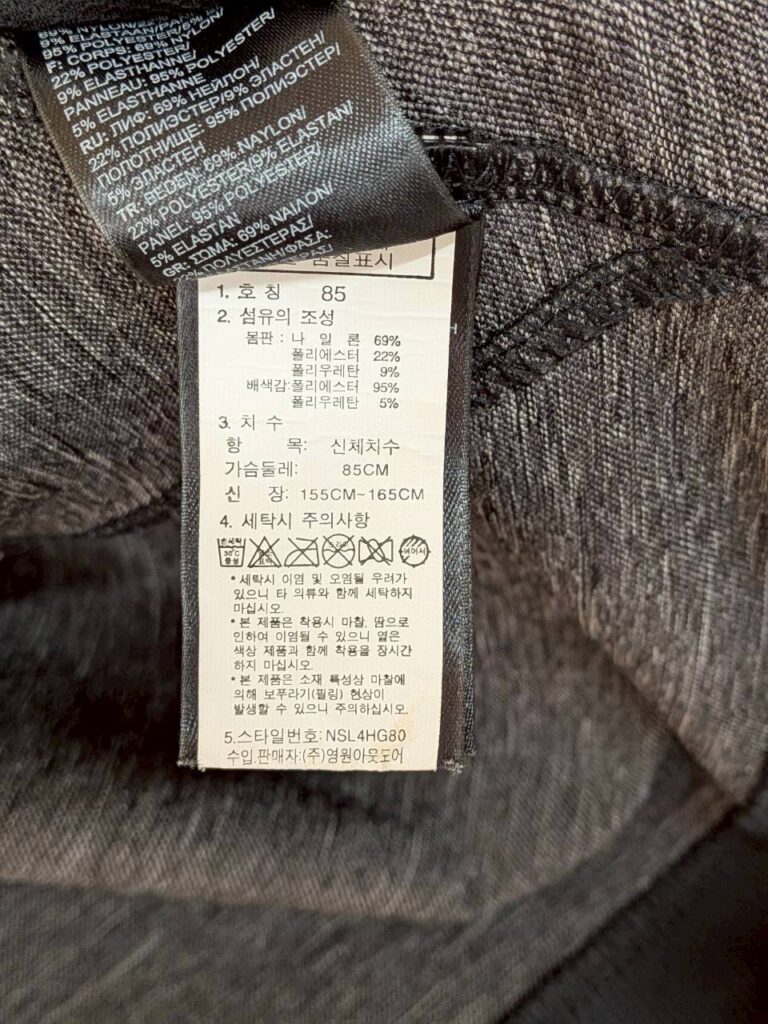 95% POLYESTER/
F: CORPS: 69% NYLON/
22% POLYESTER/
9% ELASTHANNE/
PANNEAU: 95% POLYESTER/
5% ELASTHANNE
RU: ЛИФ: 69% НЕЙЛОН/
22% ПОЛИЭСТЕР/9% ЭЛАСТЕН/
ПОЛОТНИЩЕ: 95% ПОЛИЭСТЕР/
5% ЭЛАСТЕН
TR: BEDEN: 69% NAYLON/
22% POLYESTER/9% ELASTAN/
PANEL: 95% POLYESTER/
5% ELASTAN
GR: ΣΩΜΑ: 69% ΝΑΙΛΟΝ/
품질표시
1. 호 칭 85
2. 섬유의 조성
몸판 : 나 일 론 69%
폴리에스터 22%
폴리우레탄 9%
배색감:폴리에스터 95%
폴리우레탄 5%
3. 치 수
항 목: 신체치수
가슴둘레: 85CM
신 장: 155CM~165CM
4. 세탁시 주의사항
손세탁
30°C
중성
* 세탁시 이염 및 오염될 우려가
있으니 타 의류와 함께 세탁하지
마십시오.
* 본 제품은 착용시 마찰, 땀으로
인하여 이염될 수 있으니 옅은
색상 제품과 함께 착용을 장시간
하지 마십시오.
* 본 제품은 소재 특성상 마찰에
의해 보푸라기(필링) 현상이
발생할 수 있으니 주의하십시오.
5.스타일번호: NSL4HG80
수입,판매자:(주)영원아웃도어